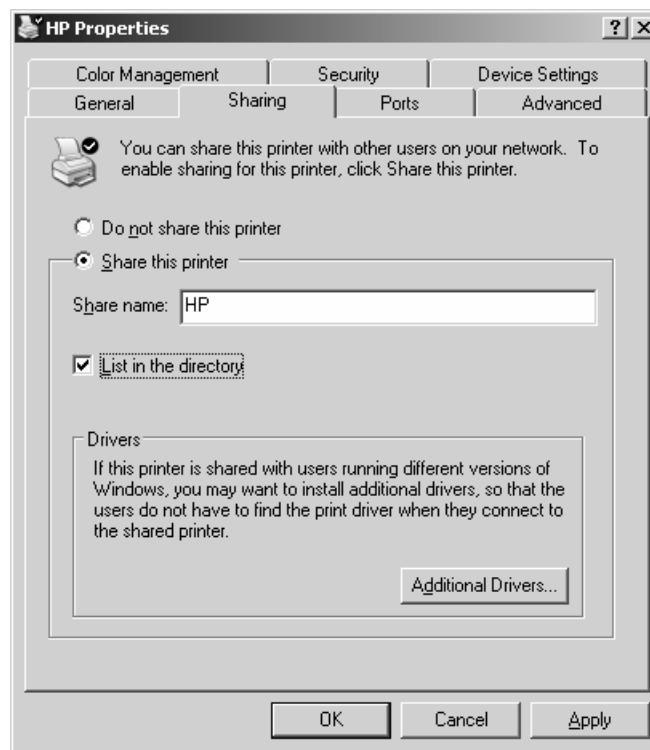 HP Properties
Color Management Security Device Settings
General Sharing Ports Advanced
You can share this printer with other users on your network. To
enable sharing for this printer, click Share this printer.
Do not share this printer
Share this printer
Share name: HP
List in the directory
Drivers
If this printer is shared with users running different versions of
Windows, you may want to install additional drivers, so that the
users do not have to find the print driver when they connect to
the shared printer.
Additional Drivers...
OK Cancel Apply